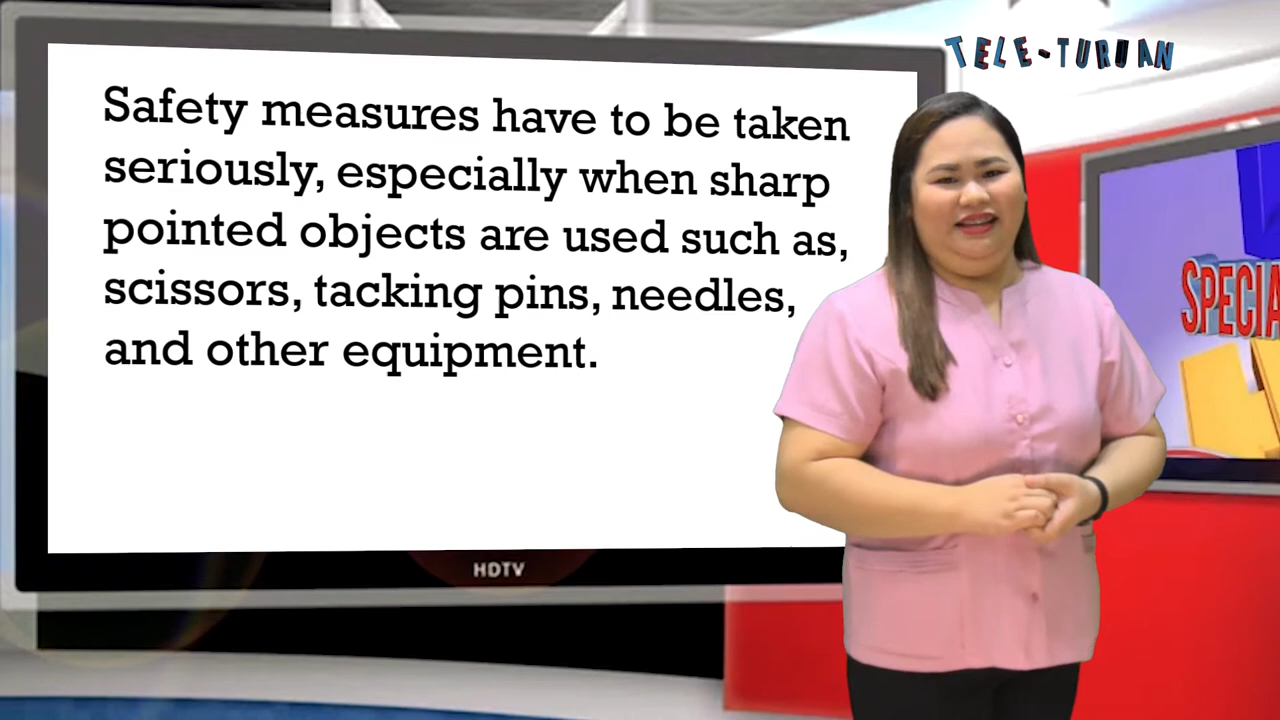 TELE-TURUAN
Safety measures have to be taken
seriously, especially when sharp
pointed objects are used such as,
scissors, tacking pins, needles,
and other equipment.
HDTV